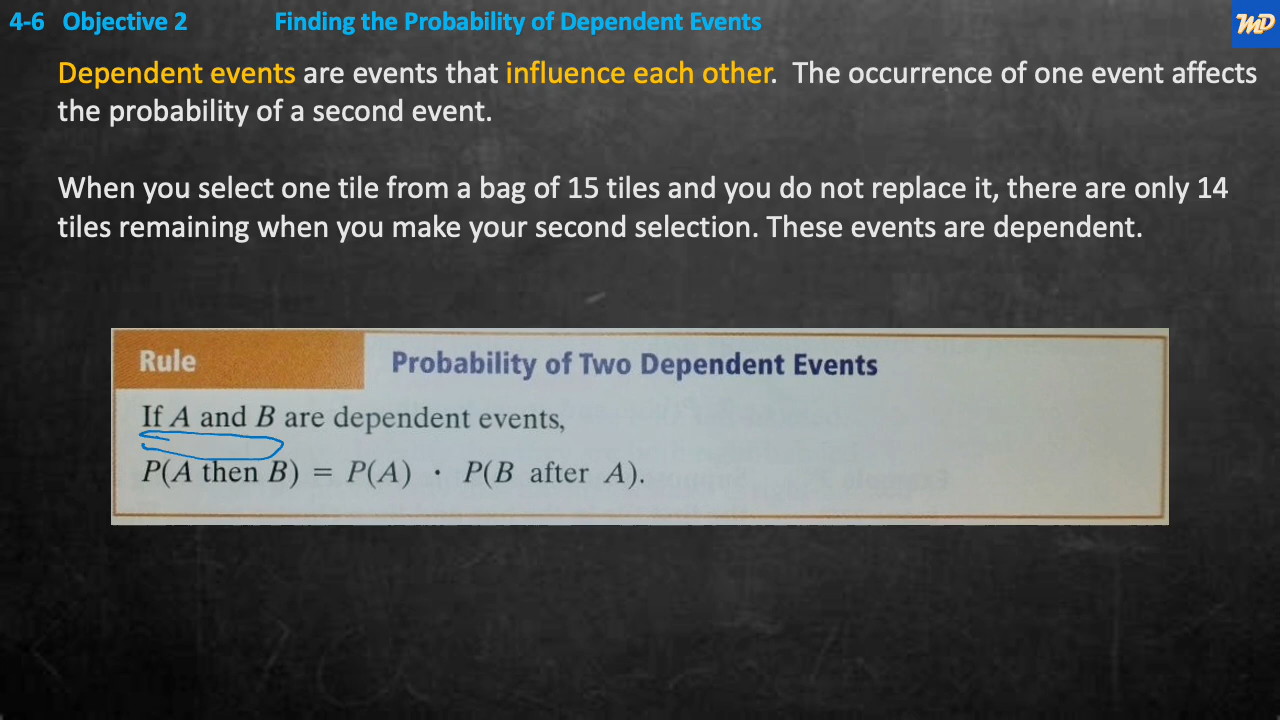 4-6 Objective 2 Finding the Probability of Dependent Events
MD
Dependent events are events that influence each other. The occurrence of one event affects
the probability of a second event.
When you select one tile from a bag of 15 tiles and you do not replace it, there are only 14
tiles remaining when you make your second selection. These events are dependent.
Rule Probability of Two Dependent Events
If A and B are dependent events,
P(A then B) = P(A) · P(B after A).